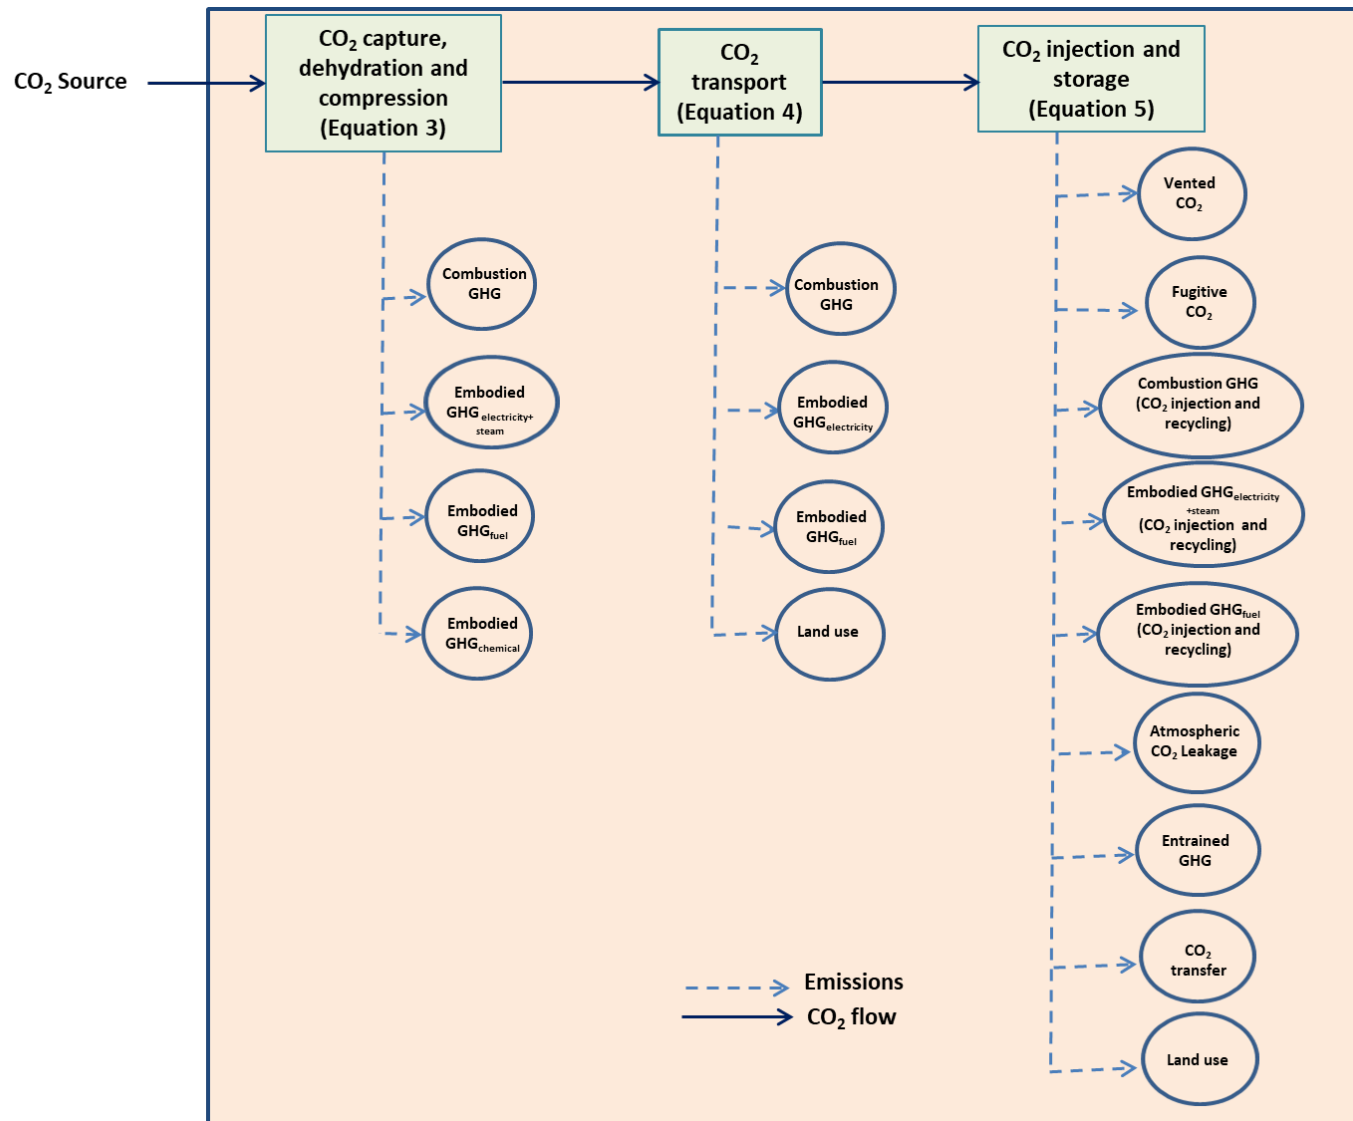 CO₂ Source
CO₂ capture,
dehydration and
compression
(Equation 3)
CO₂
transport
(Equation 4)
CO₂ injection and
storage
(Equation 5)
Combustion
GHG
Embodied
GHG electricity+
steam
Embodied
GHGfuel
Embodied
GHGchemical
Combustion
GHG
Embodied
GHGelectricity
Embodied
GHGfuel
Land use
Vented
CO₂
Fugitive
CO₂
Combustion GHG
(CO₂ injection and
recycling)
Embodied GHGelectricity
+steam
(CO₂ injection and
recycling)
Embodied GHGfuel
(CO₂ injection and
recycling)
Atmospheric
CO₂ Leakage
Entrained
GHG
CO₂
transfer
Land use
Emissions
CO₂ flow